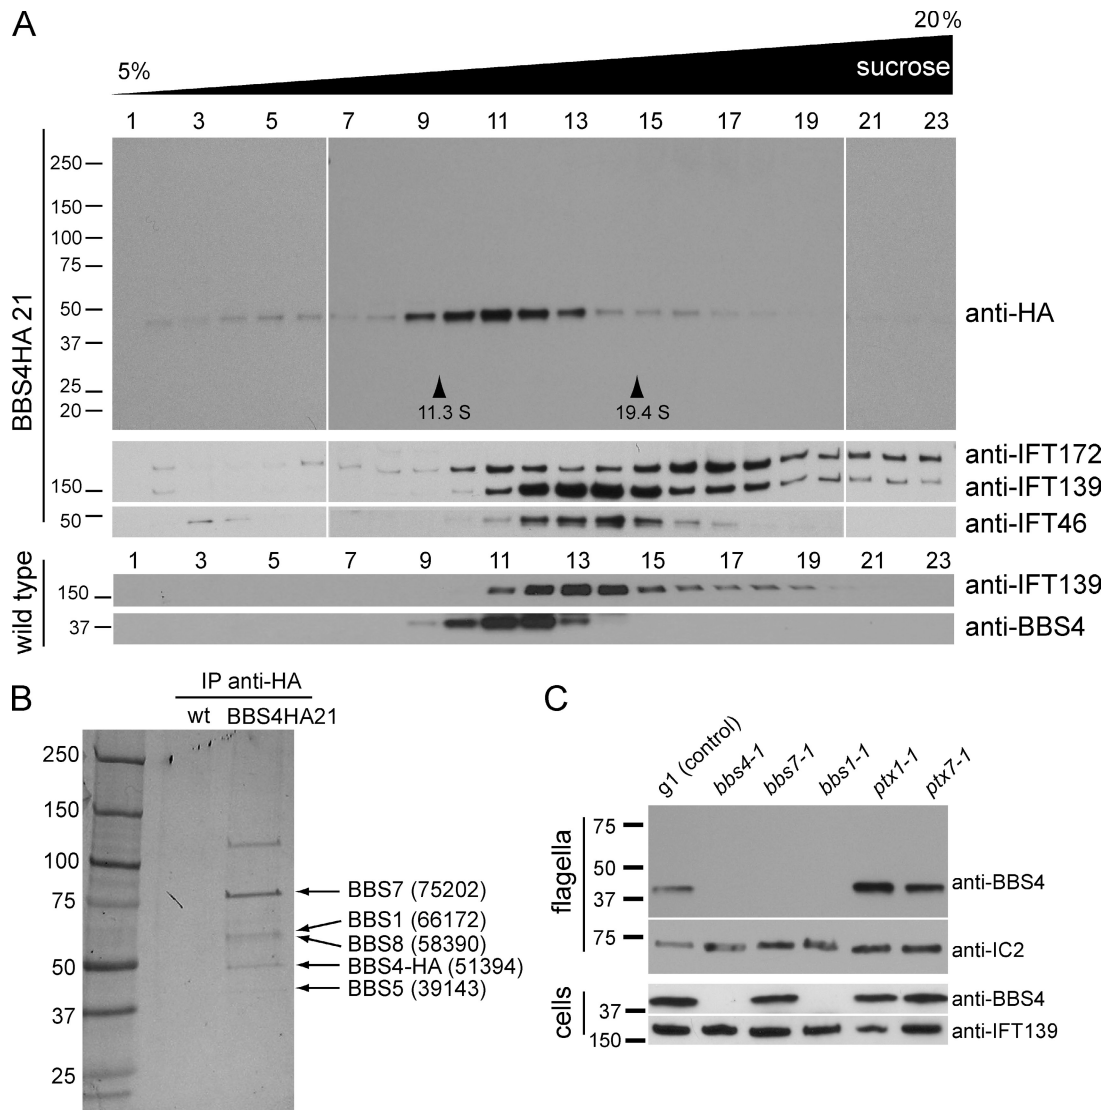 A
5%
20%
sucrose
1 3 5 7 9 11 13 15 17 19 21 23
BBS4HA 21
250
150
100
75
50
37
25
20
anti-HA
11.3 S
19.4 S
anti-IFT172
150
anti-IFT139
50
anti-IFT46
1 3 5 7 9 11 13 15 17 19 21 23
wild type
150
anti-IFT139
37
anti-BBS4
B
IP anti-HA
wt BBS4HA21
250
150
100
75
50
37
25
BBS7 (75202)
BBS1 (66172)
BBS8 (58390)
BBS4-HA (51394)
BBS5 (39143)
C
g1 (control)
bbs4-1
bbs7-1
bbs1-1
ptx1-1
ptx7-1
flagella
75
50
37
anti-BBS4
75
anti-IC2
cells
anti-BBS4
37
anti-IFT139
150